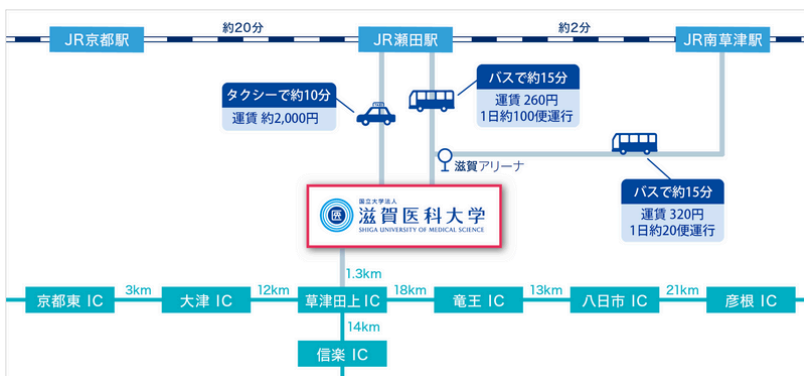 約20分
約2分
JR京都駅
JR瀬田駅
JR南草津駅
タクシーで約10分
運賃 約2,000円
バスで約15分
運賃 260円
1日約100便運行
滋賀アリーナ
バスで約15分
運賃 320円
1日約20便運行
国立大学法人
滋賀医科大学
SHIGA UNIVERSITY OF MEDICAL SCIENCE
1.3km
京都東 IC
3km
大津 IC
12km
草津田上 IC
18km
竜王 IC
13km
八日市 IC
21km
彦根 IC
14km
信楽 IC